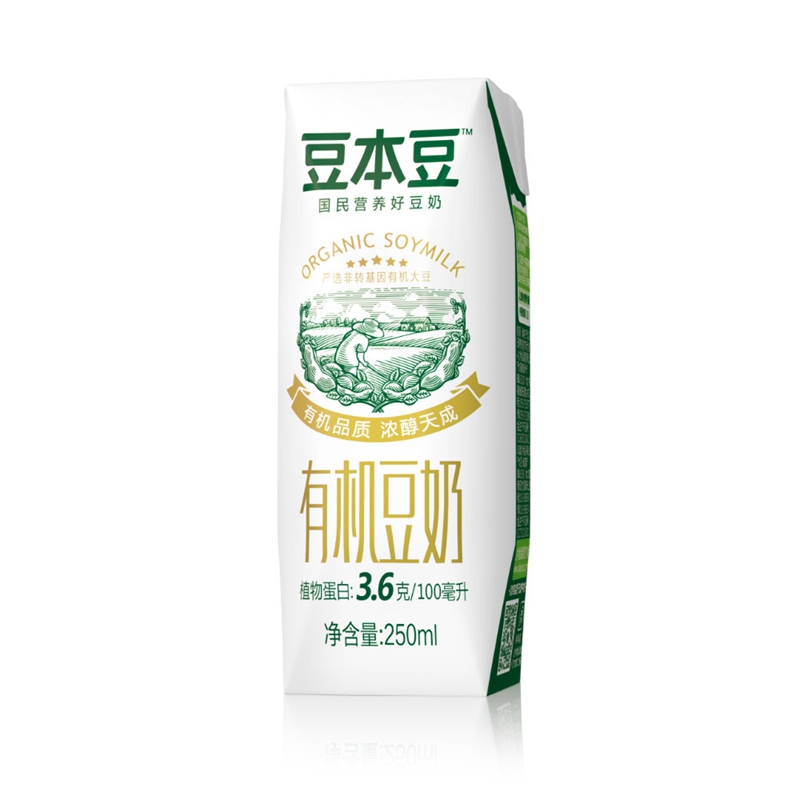 豆本豆™
国民营养好豆奶
ORGANIC SOYMILK
严选非转基因有机大豆
有机品质 浓醇天成
有机豆奶
植物蛋白:3.6克/100毫升
净含量:250ml